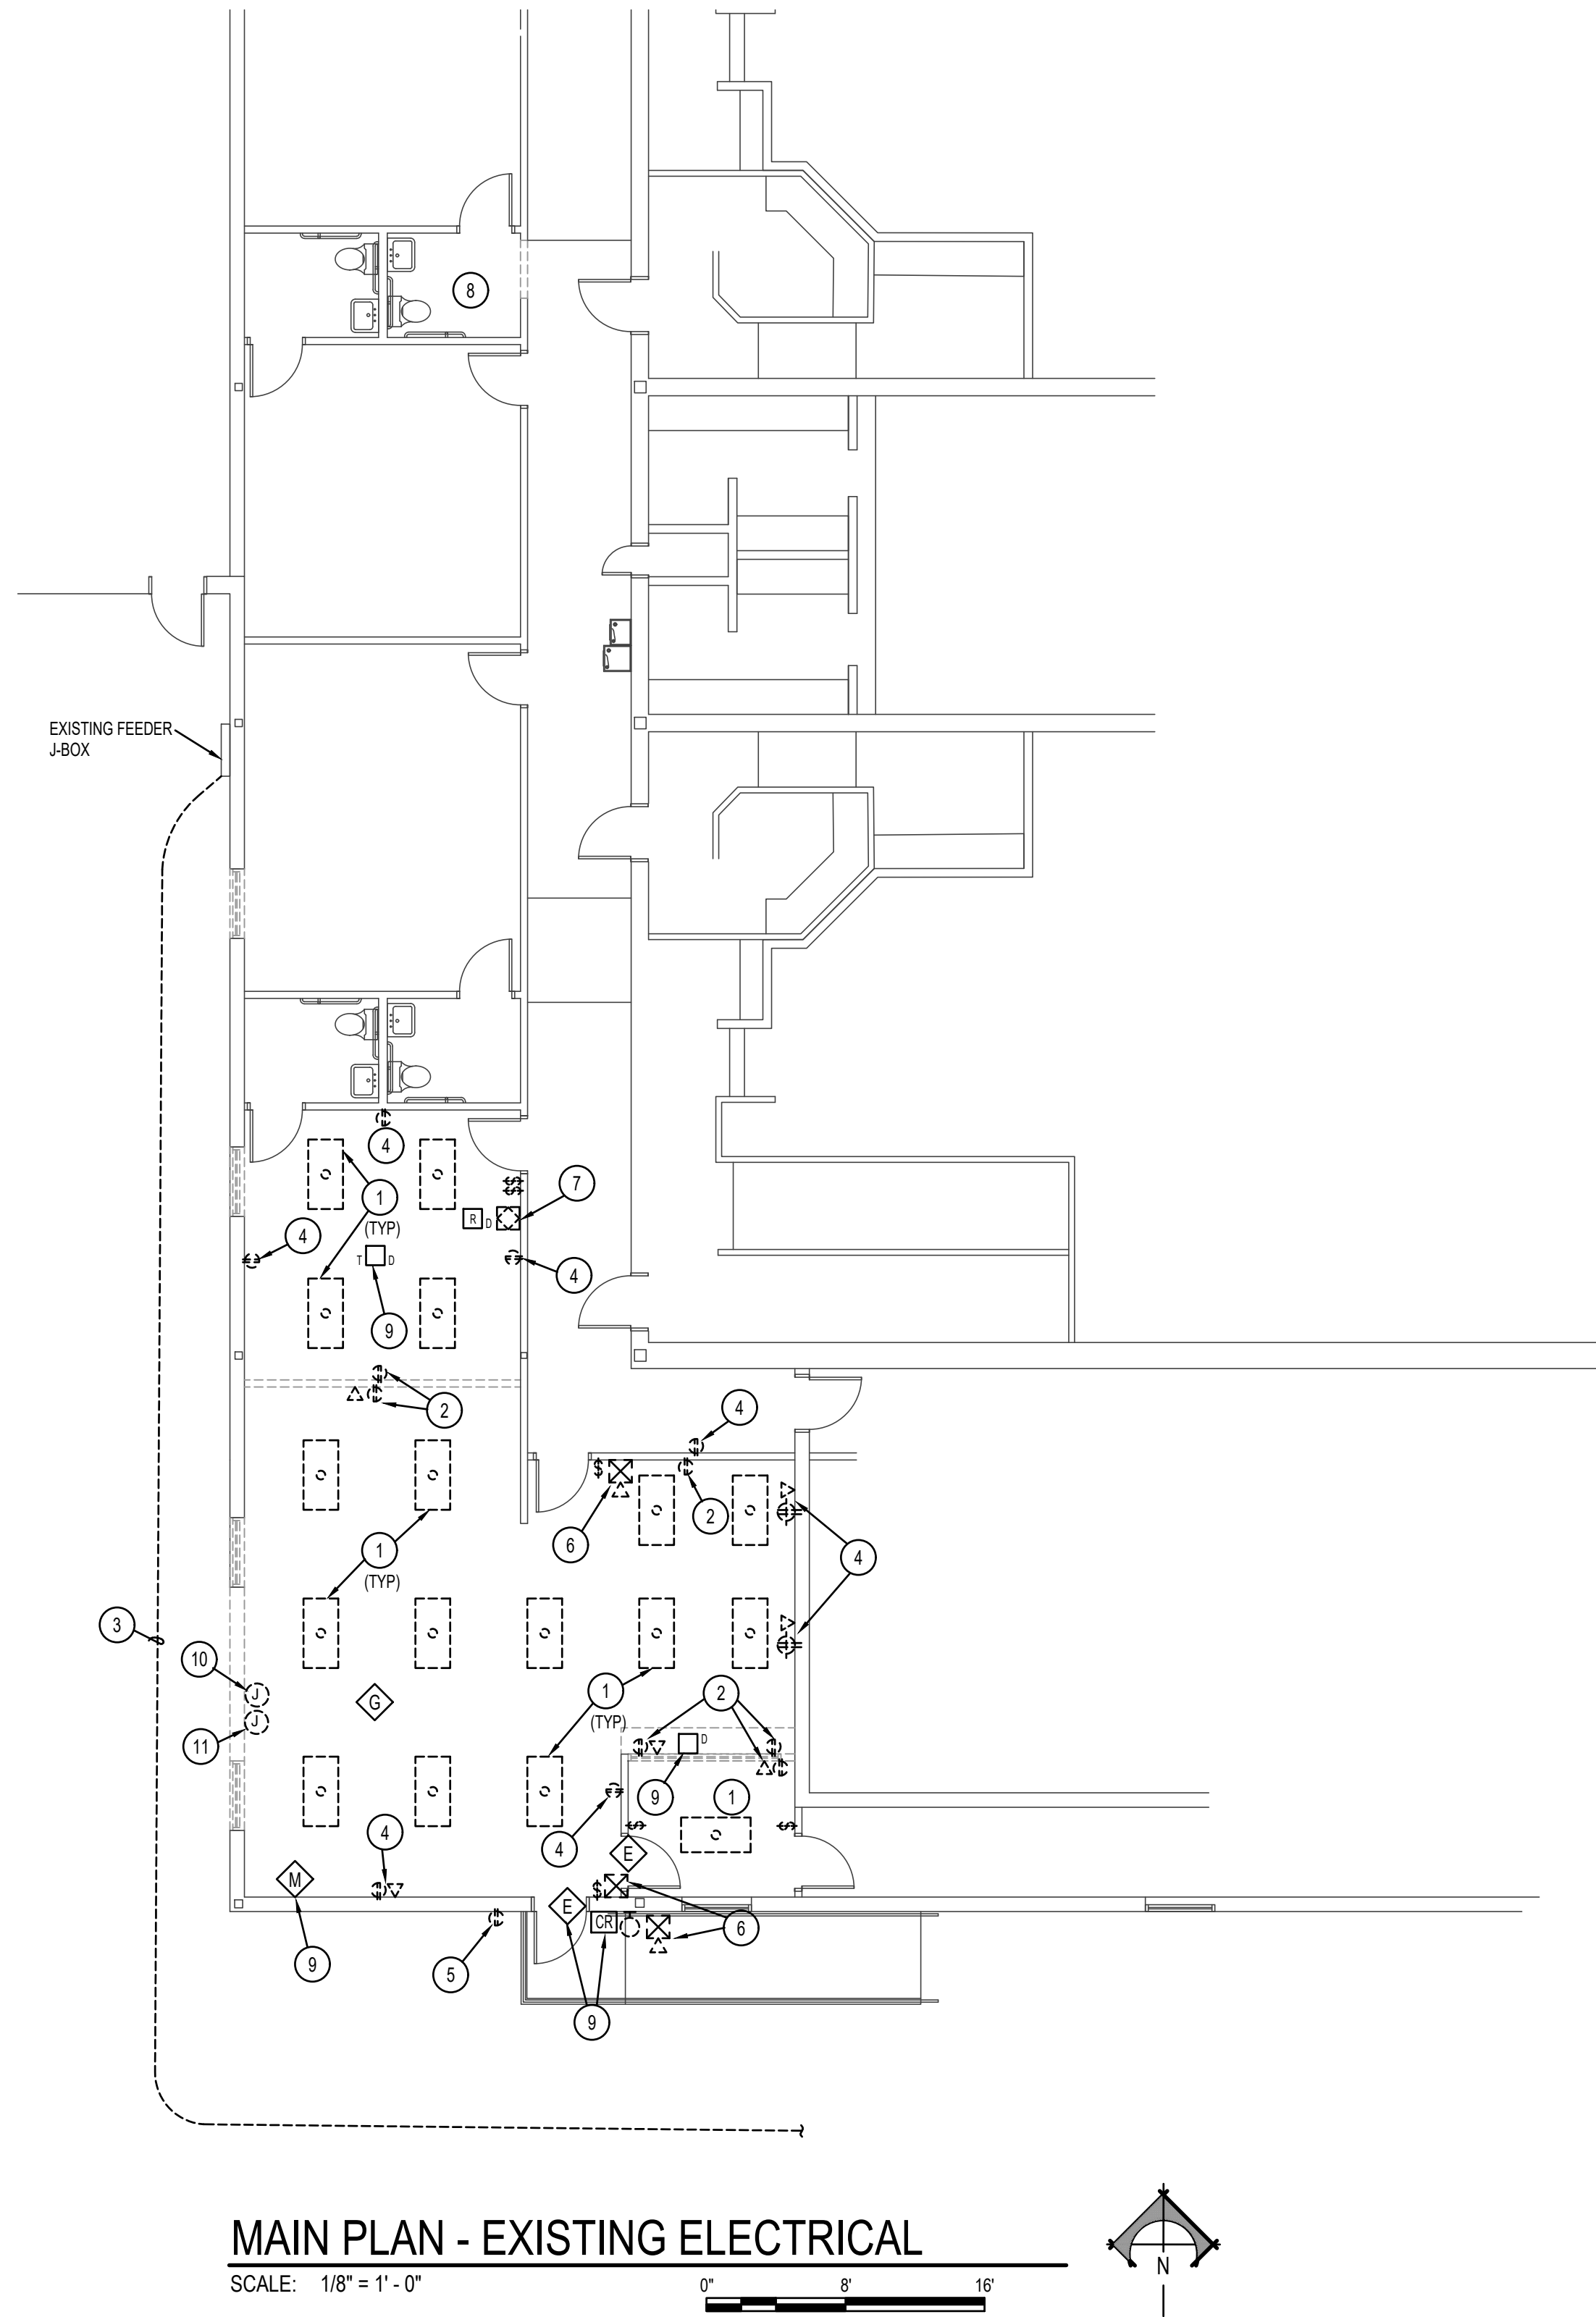 8
EXISTING FEEDER
J-BOX
4
7
1
(TYP)
R
D
4
T
D
4
9
2
4
$
2
6
4
1
(TYP)
3
10
J
2
1
(TYP)
G
J
11
D
9
1
4
4
$
$
E
M
$
E
CR
6
9
5
9
MAIN PLAN - EXISTING ELECTRICAL
SCALE: 1/8" = 1' - 0"
0" 8' 16'
N